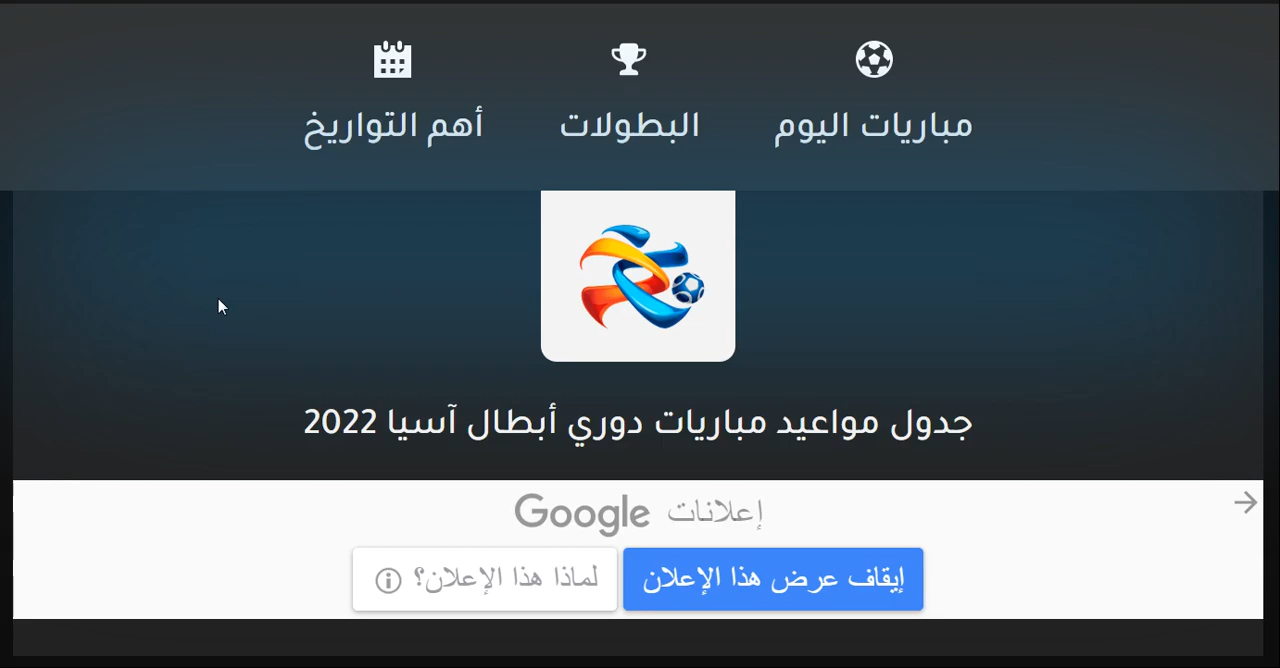 مباريات اليوم
البطولات
أهم التواريخ
جدول مواعيد مباريات دوري أبطال آسيا 2022
إعلانات Google
إيقاف عرض هذا الإعلان
لماذا هذا الإعلان؟